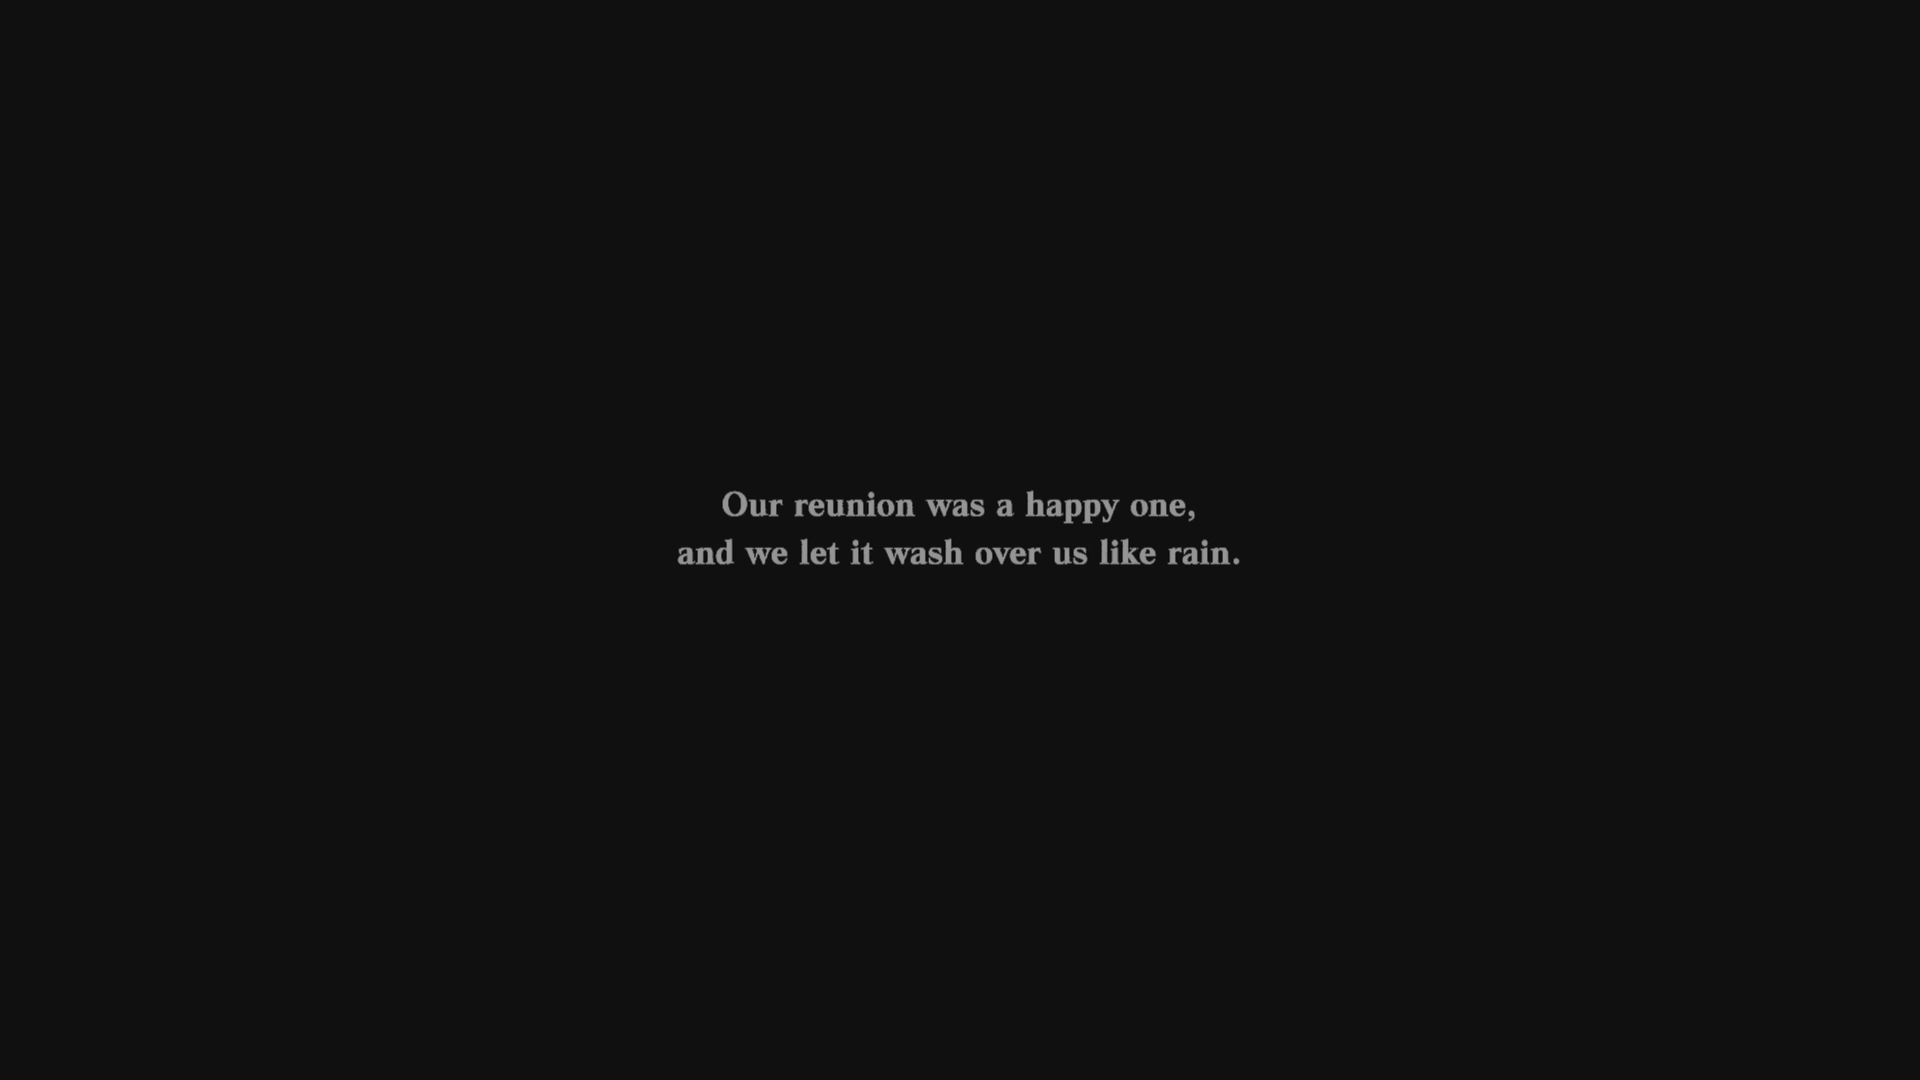 Our reunion was a happy one,
and we let it wash over us like rain.